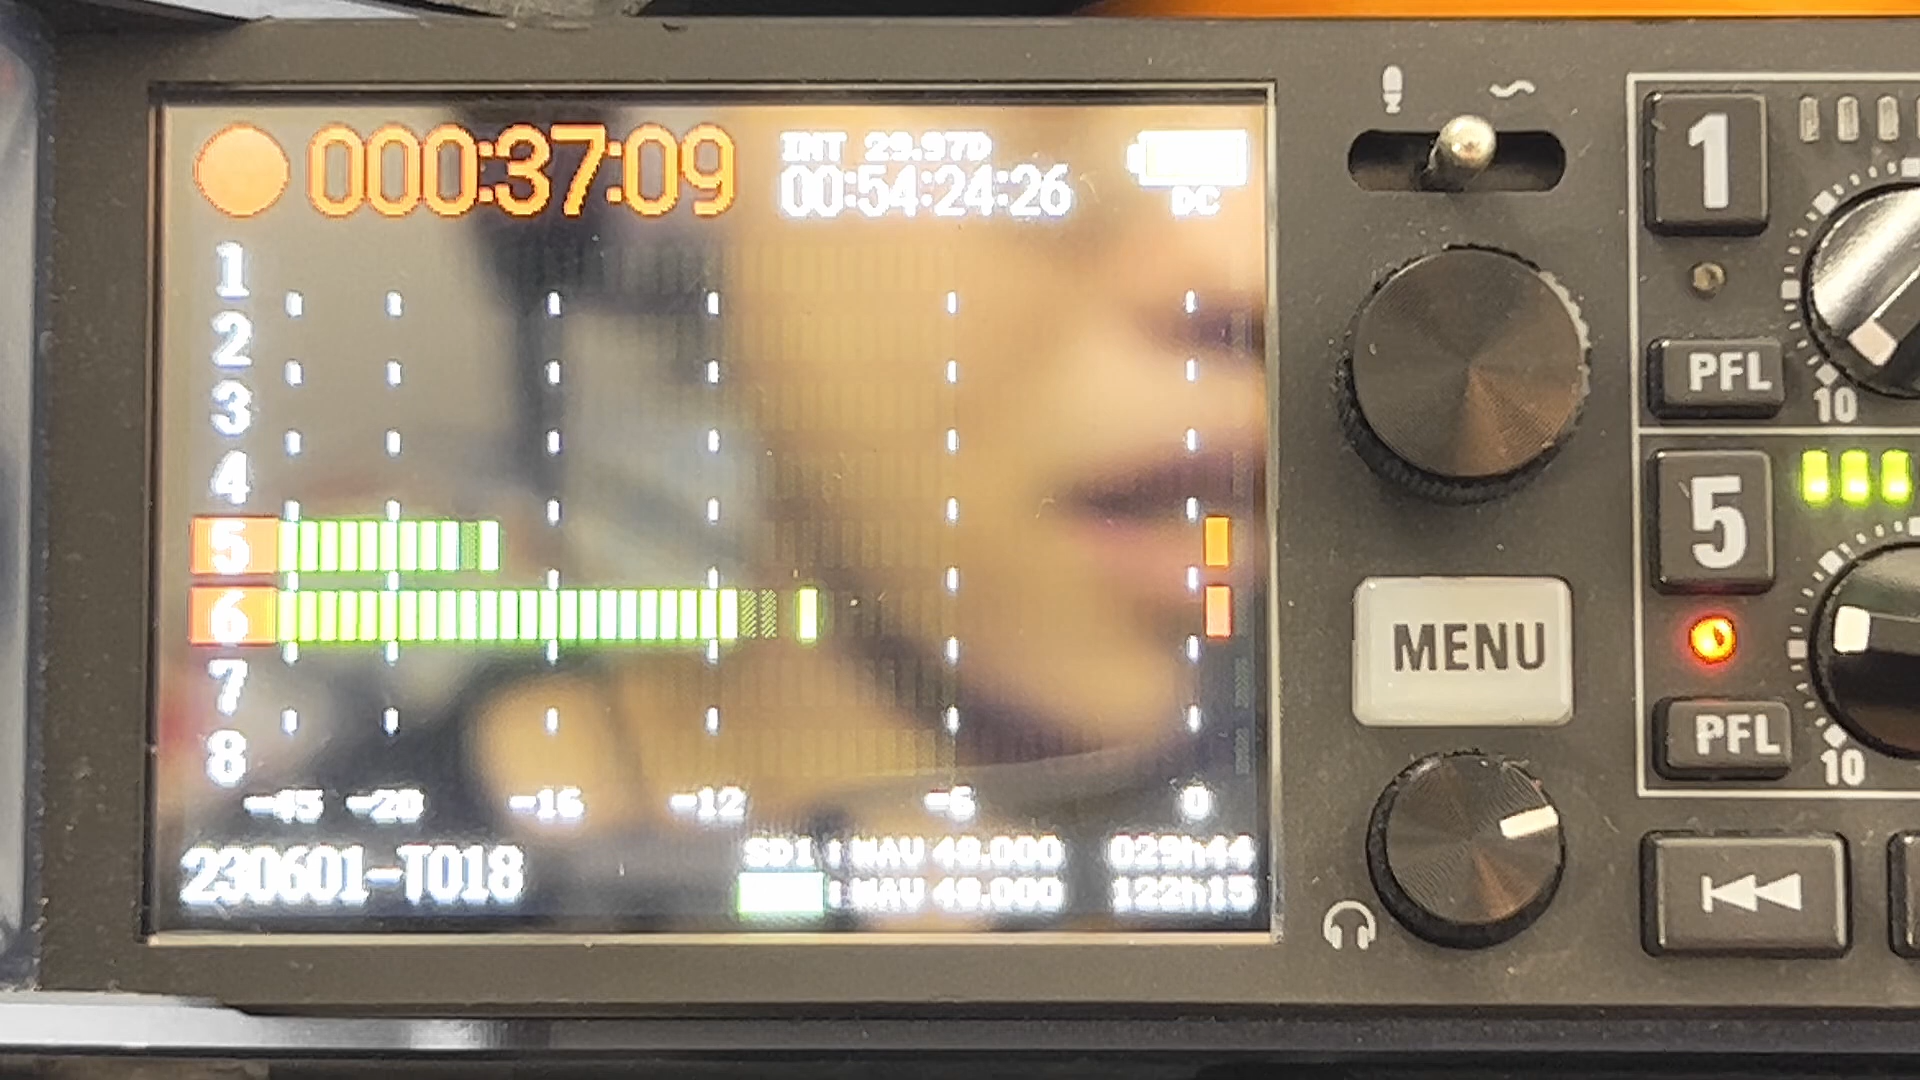 000:37:09
INT 29.97D
00:54:24:26
DC
1
2
3
4
5
6
7
8
-48 -20 -16 -12 -6 0
230601-T018
SD1:WAV 48.000 029h44
:WAV 48.000 122h15
MENU
1
PFL
10
5
PFL
10